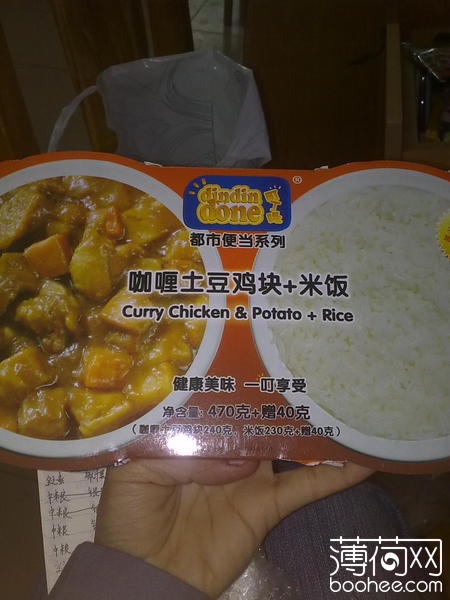 dindin
done
®
都市便当系列
咖喱土豆鸡块+米饭
Curry Chicken & Potato + Rice
健康美味 一叮享受
净含量: 470克+赠40克
(咖喱土豆鸡块240克、米饭230克+赠40克)
薄荷网
boohee.com